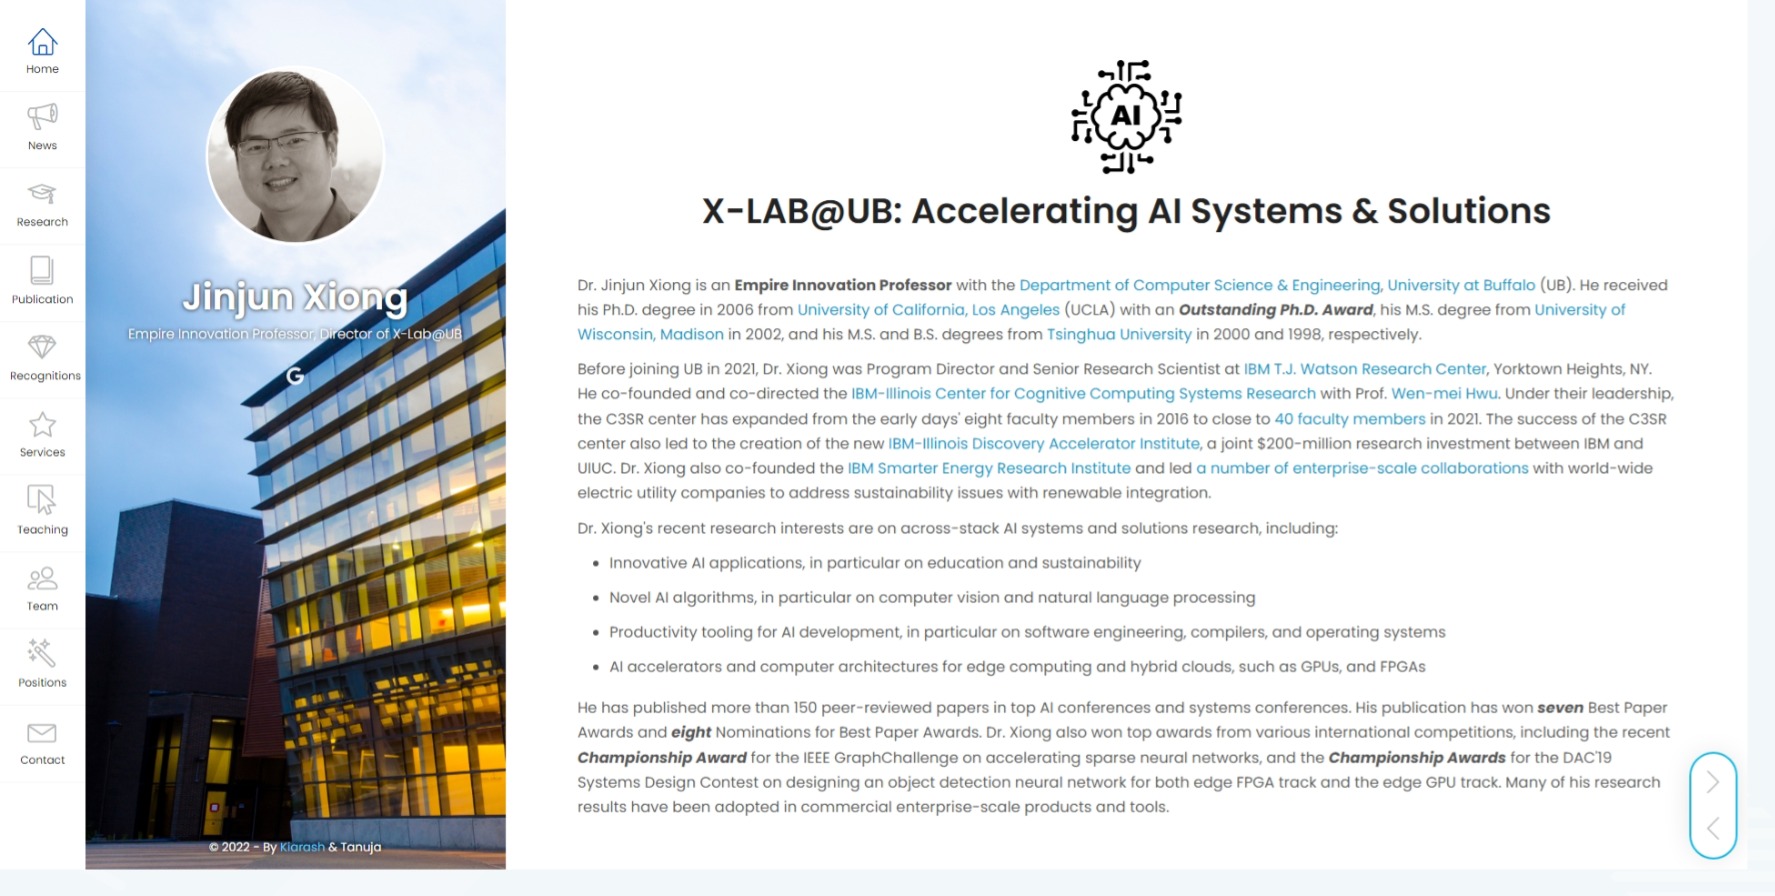 Home
News
Research
Publication
Recognitions
Services
Teaching
Team
Positions
Contact
Jinjun Xiong
Empire Innovation Professor, Director of X-Lab@UB
G
© 2022 - By Kiarash & Tanuja
AI
X-LAB@UB: Accelerating AI Systems & Solutions
Dr. Jinjun Xiong is an Empire Innovation Professor with the Department of Computer Science & Engineering, University at Buffalo (UB). He received
his Ph.D. degree in 2006 from University of California, Los Angeles (UCLA) with an Outstanding Ph.D. Award, his M.S. degree from University of
Wisconsin, Madison in 2002, and his M.S. and B.S. degrees from Tsinghua University in 2000 and 1998, respectively.
Before joining UB in 2021, Dr. Xiong was Program Director and Senior Research Scientist at IBM T.J. Watson Research Center, Yorktown Heights, NY.
He co-founded and co-directed the IBM-Illinois Center for Cognitive Computing Systems Research with Prof. Wen-mei Hwu. Under their leadership,
the C3SR center has expanded from the early days' eight faculty members in 2016 to close to 40 faculty members in 2021. The success of the C3SR
center also led to the creation of the new IBM-Illinois Discovery Accelerator Institute, a joint $200-million research investment between IBM and
UIUC. Dr. Xiong also co-founded the IBM Smarter Energy Research Institute and led a number of enterprise-scale collaborations with world-wide
electric utility companies to address sustainability issues with renewable integration.
Dr. Xiong's recent research interests are on across-stack AI systems and solutions research, including:
• Innovative AI applications, in particular on education and sustainability
• Novel AI algorithms, in particular on computer vision and natural language processing
• Productivity tooling for AI development, in particular on software engineering, compilers, and operating systems
• AI accelerators and computer architectures for edge computing and hybrid clouds, such as GPUs, and FPGAs
He has published more than 150 peer-reviewed papers in top AI conferences and systems conferences. His publication has won seven Best Paper
Awards and eight Nominations for Best Paper Awards. Dr. Xiong also won top awards from various international competitions, including the recent
Championship Award for the IEEE GraphChallenge on accelerating sparse neural networks, and the Championship Awards for the DAC'19
Systems Design Contest on designing an object detection neural network for both edge FPGA track and the edge GPU track. Many of his research
results have been adopted in commercial enterprise-scale products and tools.